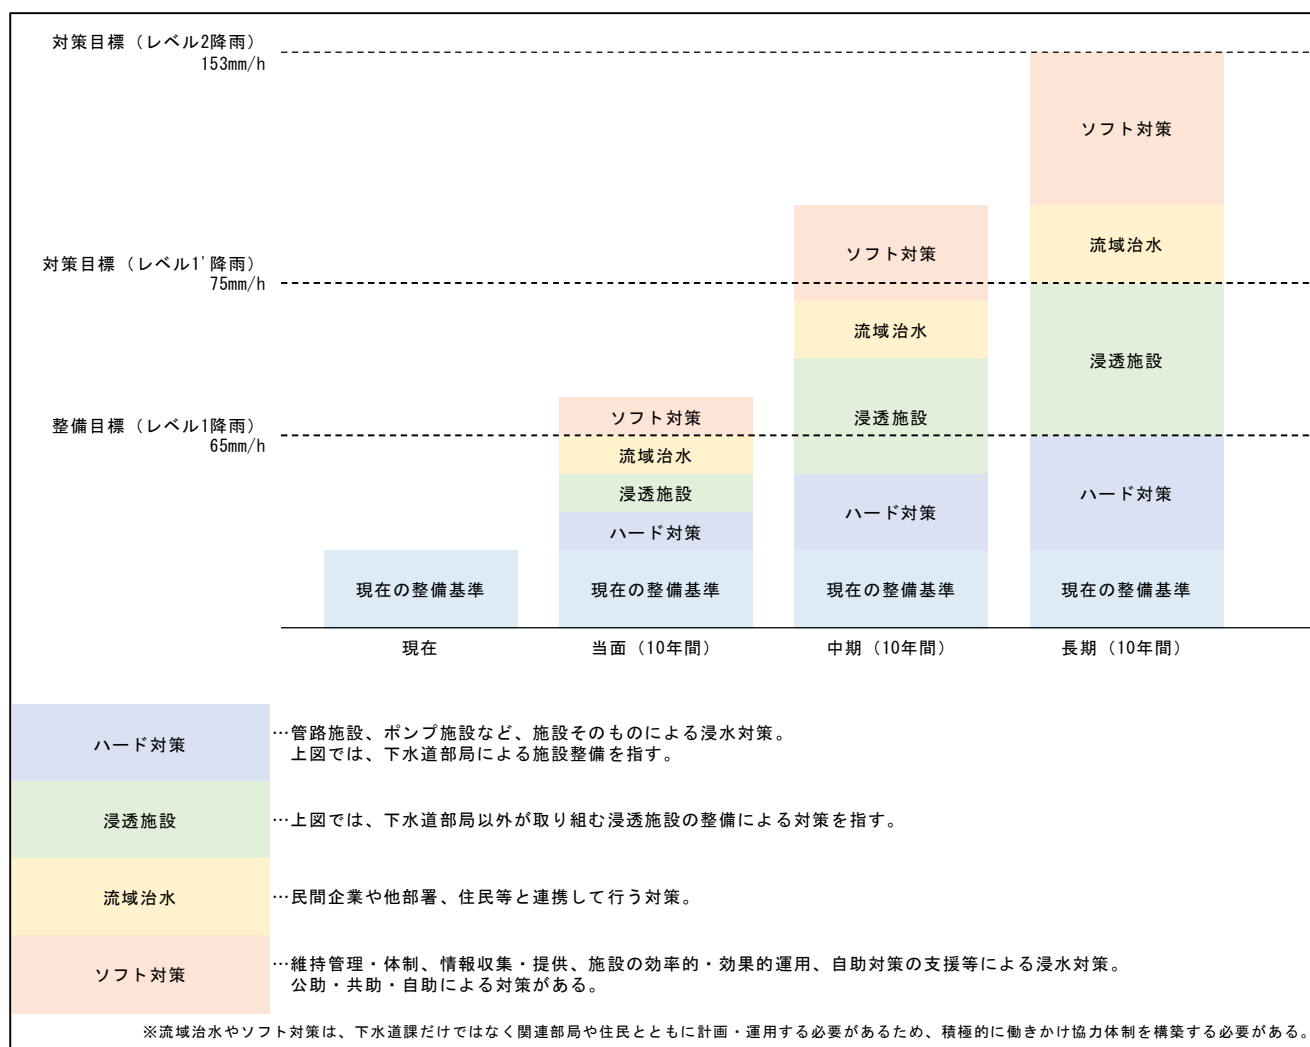 対策目標（レベル2降雨）
153mm/h
ソフト対策
流域治水
対策目標（レベル1'降雨）
75mm/h
ソフト対策
流域治水
浸透施設
浸透施設
整備目標（レベル1降雨）
65mm/h
ソフト対策
流域治水
浸透施設
ハード対策
ハード対策
ハード対策
現在の整備基準
現在の整備基準
現在の整備基準
現在の整備基準
現在
当面（10年間）
中期（10年間）
長期（10年間）
ハード対策
…管路施設、ポンプ施設など、施設そのものによる浸水対策。
上図では、下水道部局による施設整備を指す。
浸透施設
…上図では、下水道部局以外が取り組む浸透施設の整備による対策を指す。
流域治水
…民間企業や他部署、住民等と連携して行う対策。
ソフト対策
…維持管理・体制、情報収集・提供、施設の効率的・効果的運用、自助対策の支援等による浸水対策。
公助・共助・自助による対策がある。
※流域治水やソフト対策は、下水道課だけではなく関連部局や住民とともに計画・運用する必要があるため、積極的に働きかけ協力体制を構築する必要がある。